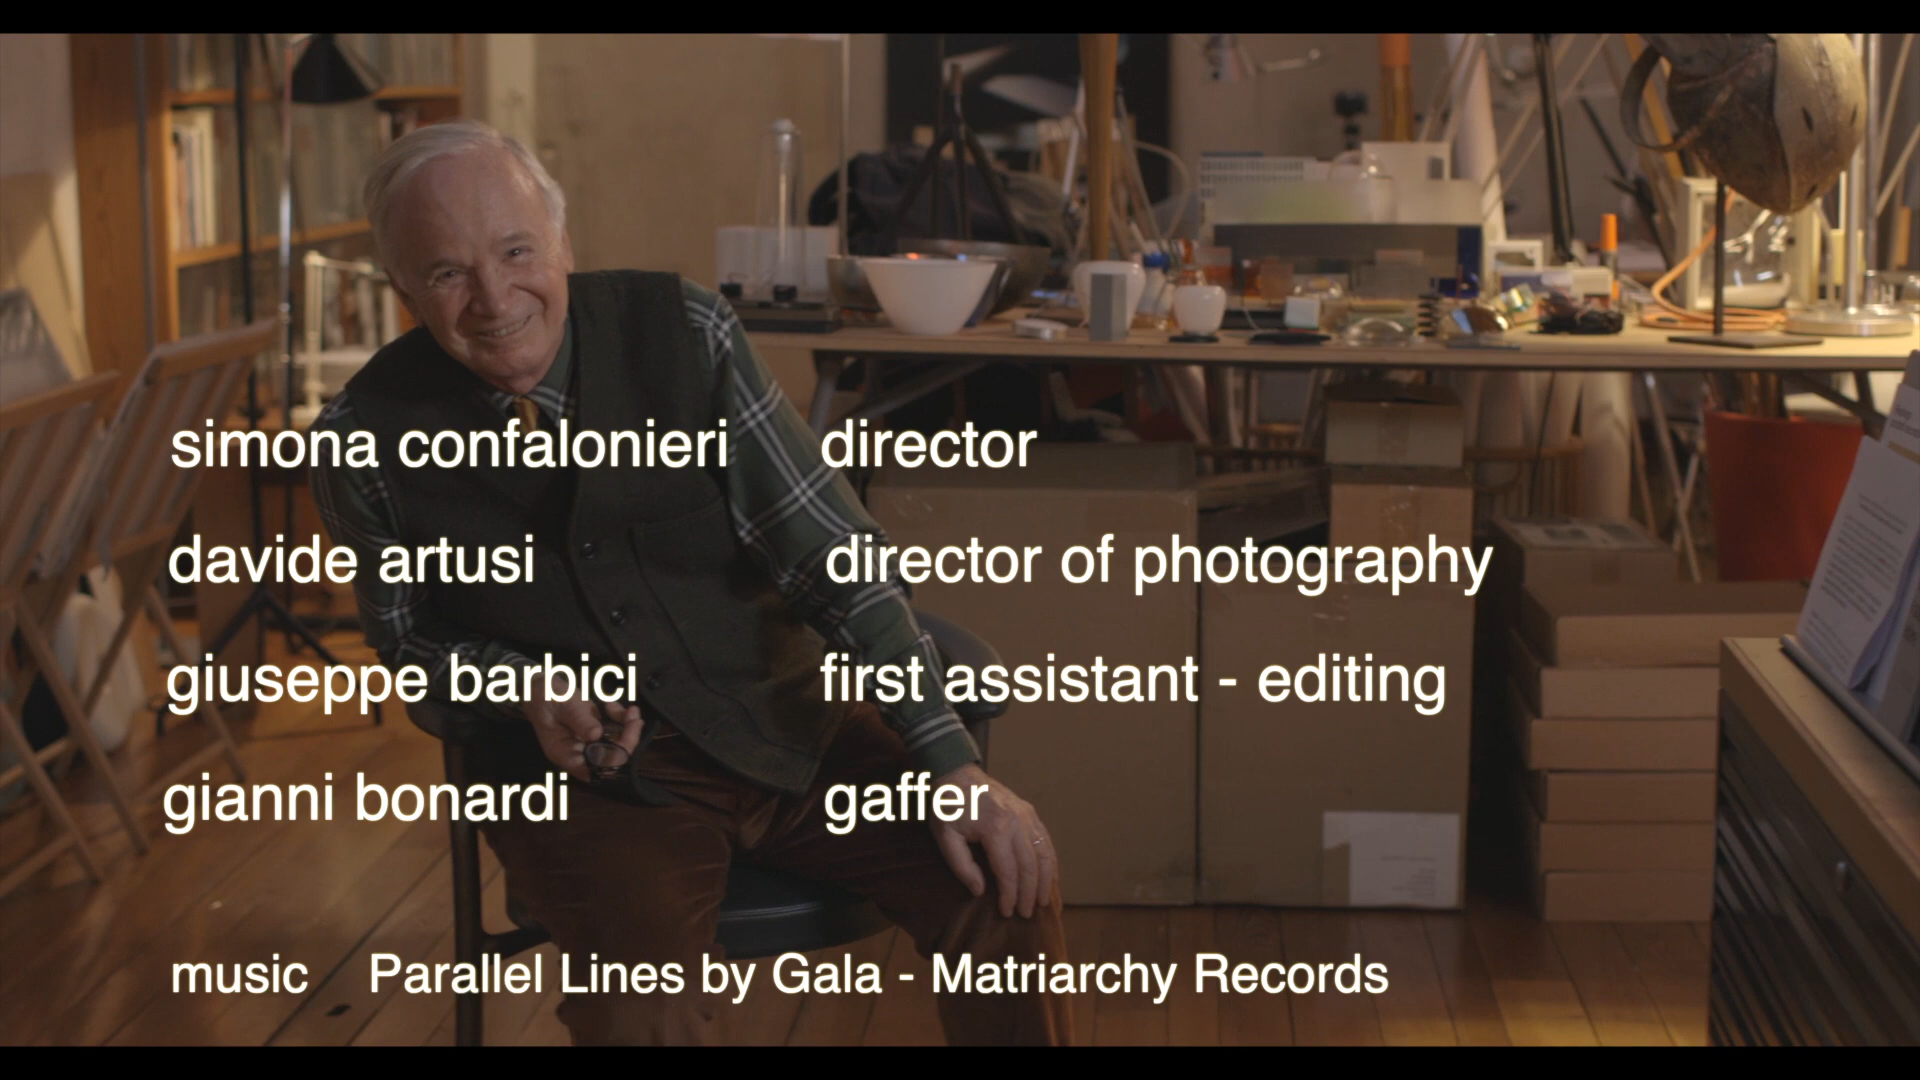 simona confalonieri director
davide artusi director of photography
giuseppe barbici first assistant - editing
gianni bonardi gaffer
music Parallel Lines by Gala - Matriarchy Records